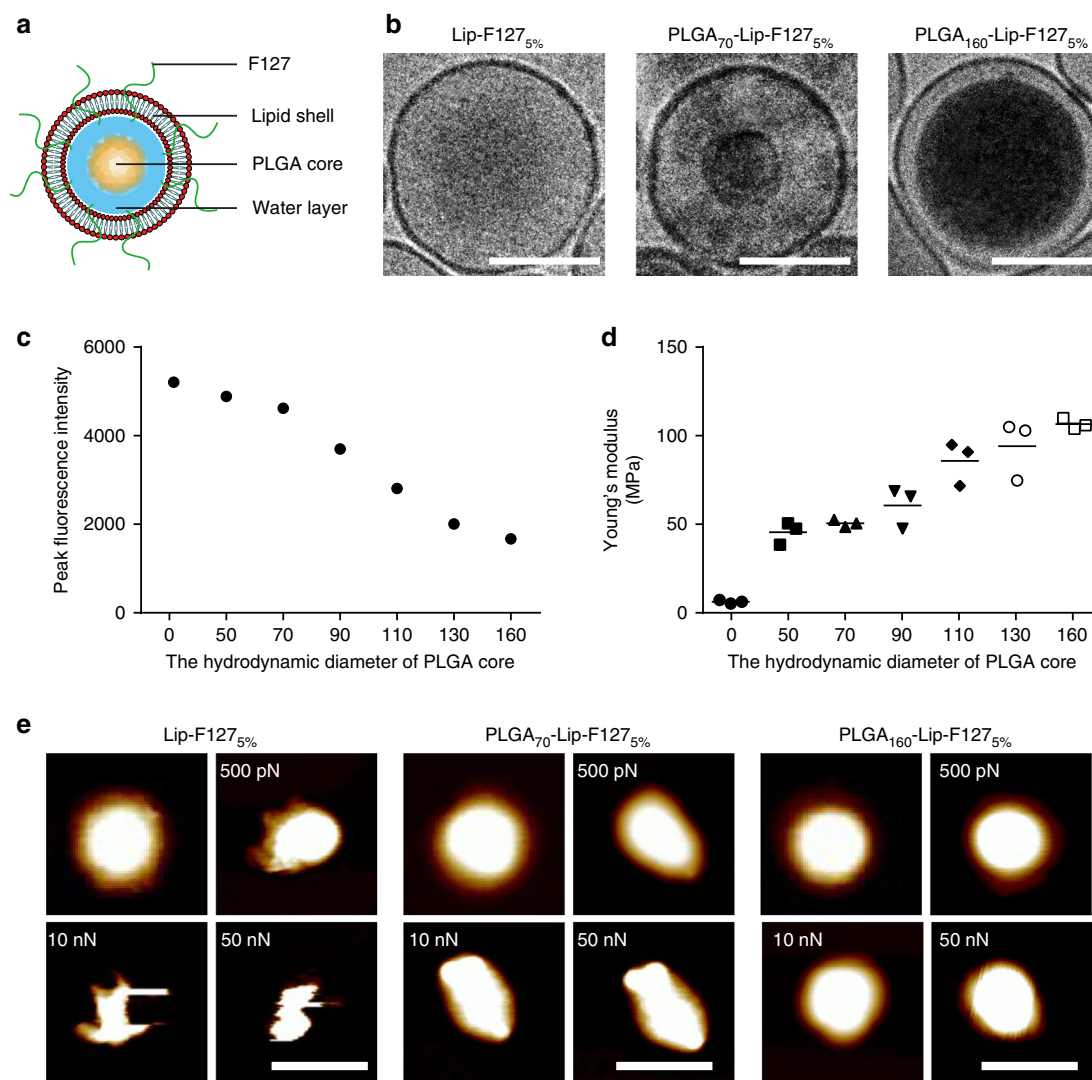 a
F127
Lipid shell
PLGA core
Water layer
b
Lip-F1275%
PLGA70-Lip-F1275%
PLGA160-Lip-F1275%
c
6000
4000
2000
0
Peak fluorescence intensity
0 50 70 90 110 130 160
The hydrodynamic diameter of PLGA core
d
150
100
50
0
Young's modulus
(MPa)
0 50 70 90 110 130 160
The hydrodynamic diameter of PLGA core
e
Lip-F1275%
PLGA70-Lip-F1275%
PLGA160-Lip-F1275%
500 pN
500 pN
500 pN
10 nN
50 nN
10 nN
50 nN
10 nN
50 nN